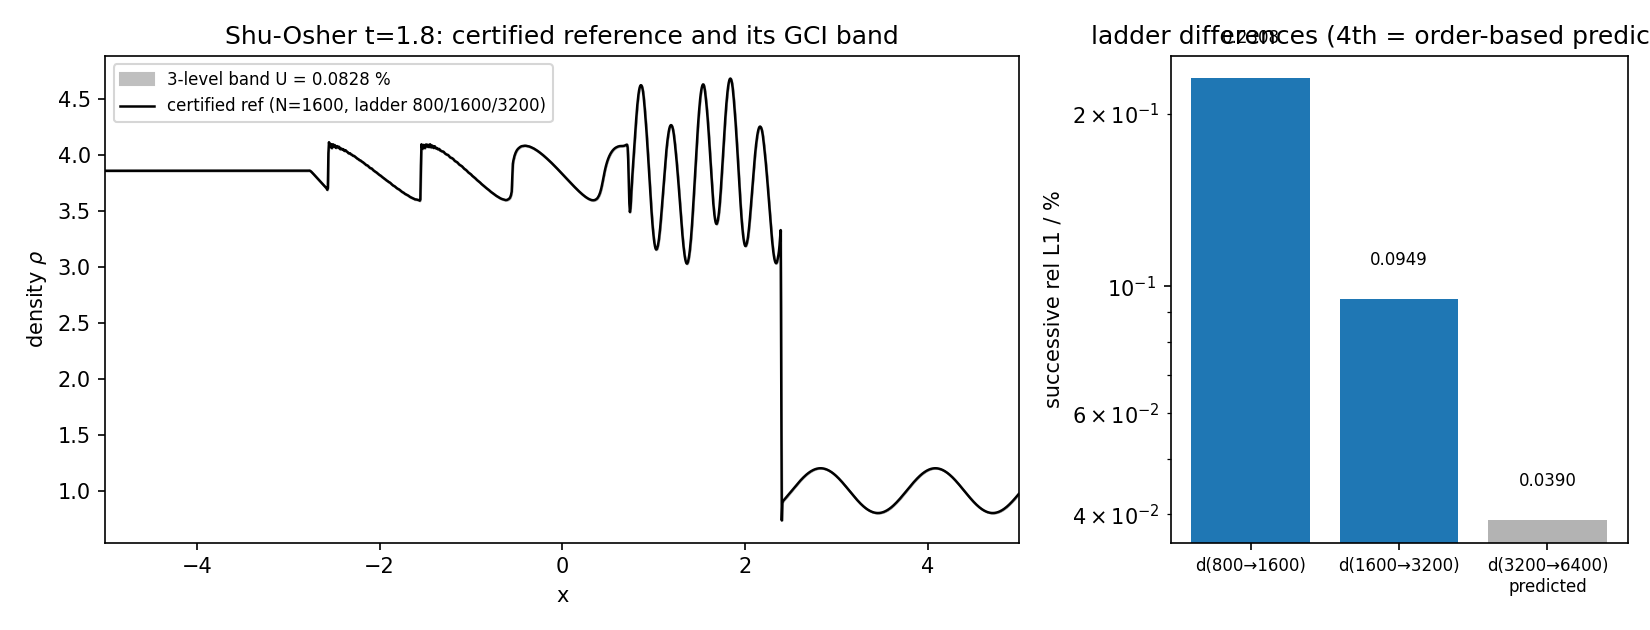 Shu-Osher t=1.8: certified reference and its GCI band
3-level band U = 0.0828 %
certified ref (N=1600, ladder 800/1600/3200)
density ρ
4.5
4.0
3.5
3.0
2.5
2.0
1.5
1.0
−4
−2
0
2
4
x
ladder differences (4th = order-based predic
successive rel L1 / %
2 × 10⁻¹
10⁻¹
6 × 10⁻²
4 × 10⁻²
0.0949
0.0390
d(800→1600)
d(1600→3200)
d(3200→6400)
predicted